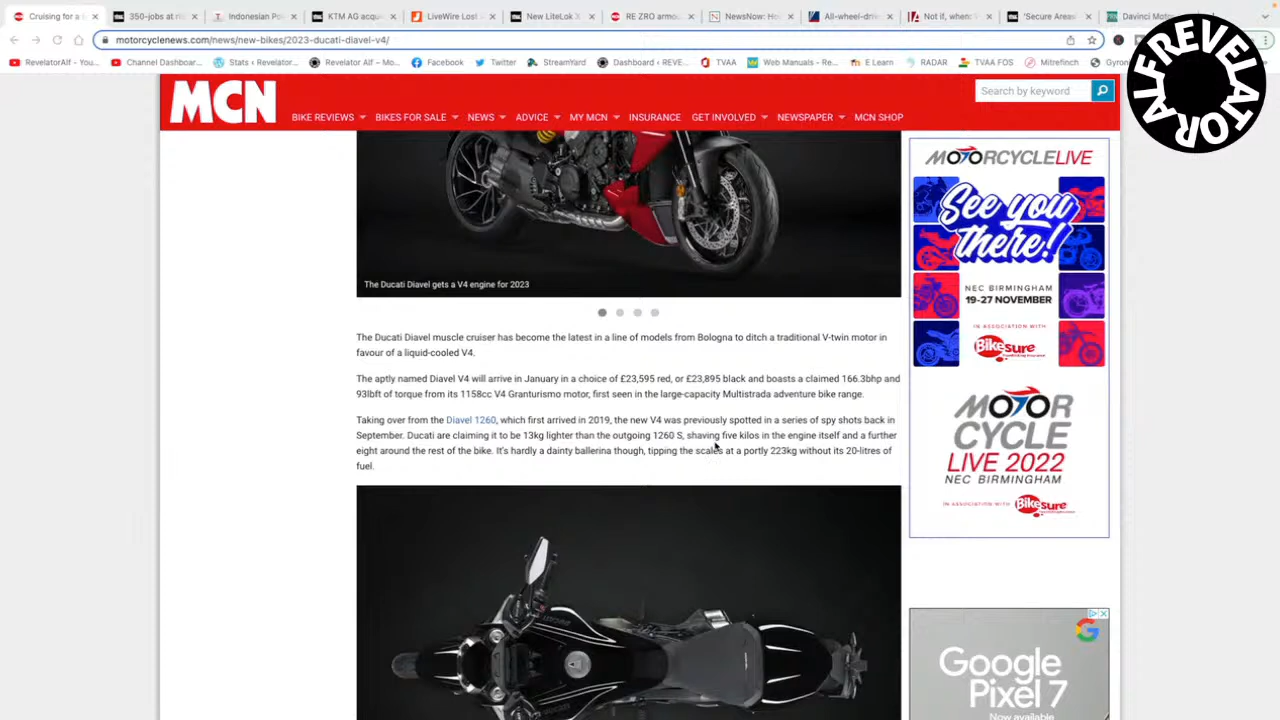 Cruising for a
350-jobs at ris
Indonesian Po
KTM AG acqui
LiveWire Lost
New LiteLok X
RE ZRO armou
NewsNow: Ho
All-wheel-driv
Not if, when:
'Secure Areas
Davinci Moto
motorcyclenews.com/news/new-bikes/2023-ducati-diavel-v4/
RevelatorAlf - You...
Channel Dashboar...
Stats ‹ Revelator...
Revelator Alf – Mo...
Facebook
Twitter
StreamYard
Dashboard ‹ REVE...
TVAA
Web Manuals - Re...
E Learn
RADAR
TVAA FOS
Mitrefinch
Gyron
ALFREVELATOR
MCN
Search by keyword
BIKE REVIEWS
BIKES FOR SALE
NEWS
ADVICE
MY MCN
INSURANCE
GET INVOLVED
NEWSPAPER
MCN SHOP
The Ducati Diavel gets a V4 engine for 2023
The Ducati Diavel muscle cruiser has become the latest in a line of models from Bologna to ditch a traditional V-twin motor in
favour of a liquid-cooled V4.
The aptly named Diavel V4 will arrive in January in a choice of £23,595 red, or £23,895 black and boasts a claimed 166.3bhp and
93lbft of torque from its 1158cc V4 Granturismo motor, first seen in the large-capacity Multistrada adventure bike range.
Taking over from the Diavel 1260, which first arrived in 2019, the new V4 was previously spotted in a series of spy shots back in
September. Ducati are claiming it to be 13kg lighter than the outgoing 1260 S, shaving five kilos in the engine itself and a further
eight around the rest of the bike. It's hardly a dainty ballerina though, tipping the scales at a portly 223kg without its 20-litres of
fuel.
MOTORCYCLELIVE
See you
there!
NEC BIRMINGHAM
19-27 NOVEMBER
IN ASSOCIATION WITH
Bikesure
MOTOR
CYCLE
LIVE 2022
NEC BIRMINGHAM
IN ASSOCIATION WITH Bikesure
Google
Pixel 7
Now available